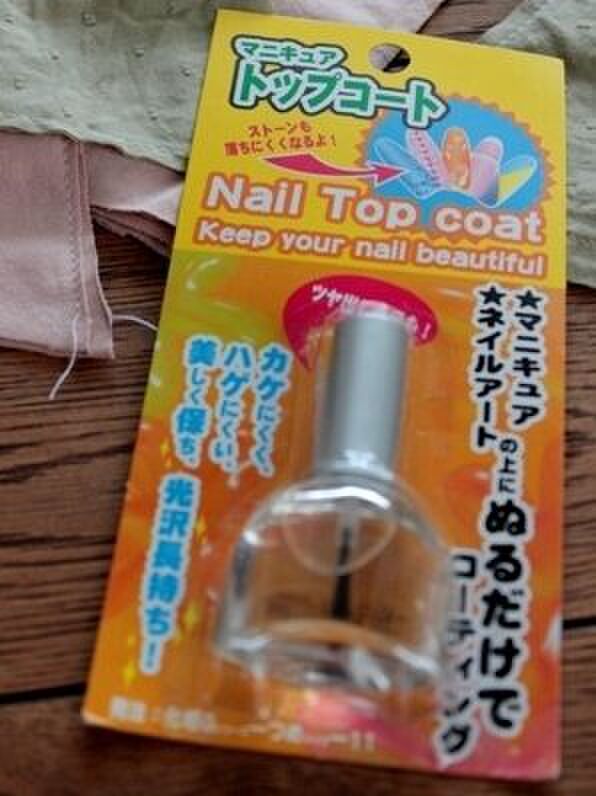 マニキュア
トップコート
ストーンも
落ちにくくなるよ!
Nail Top coat
Keep your nail beautiful
ツヤ
★マニキュア
★ネイルアート
の上に
ぬるだけで
コーティング
カケにくく、
ハゲにくい、
美しく保ち、
光沢長持ち!